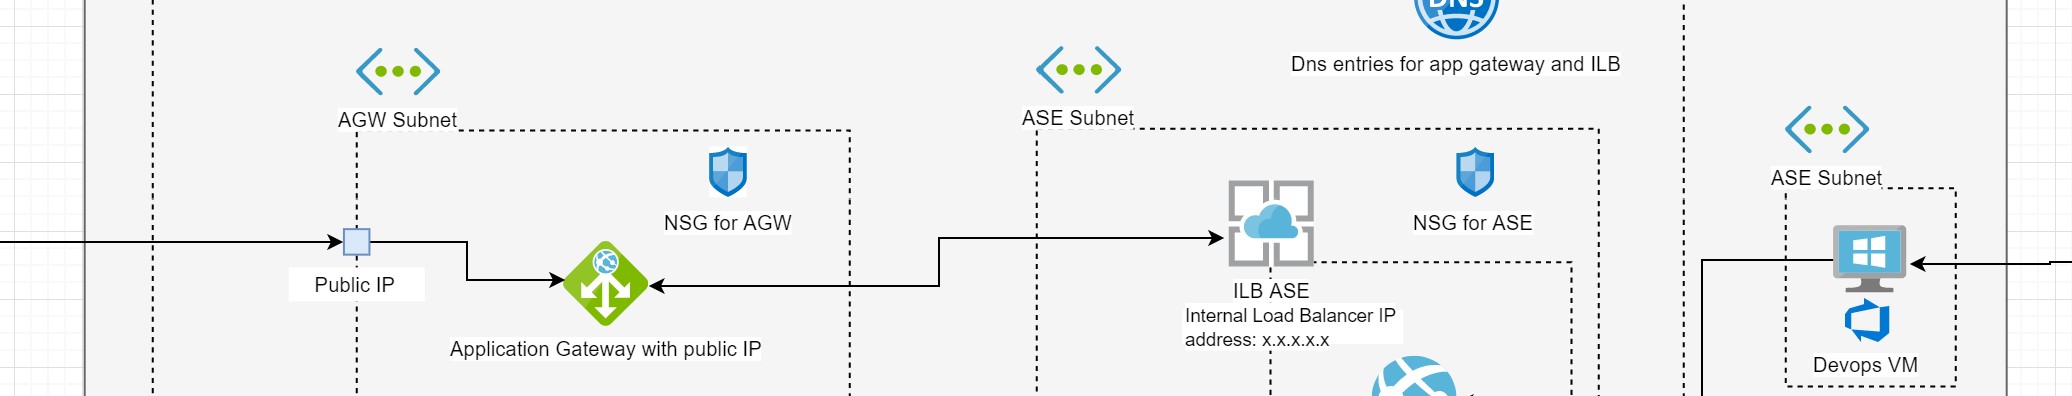 DNS
Dns entries for app gateway and ILB
AGW Subnet
ASE Subnet
ASE Subnet
NSG for AGW
NSG for ASE
Public IP
ILB ASE
Internal Load Balancer IP
address: x.x.x.x.x
Application Gateway with public IP
Devops VM